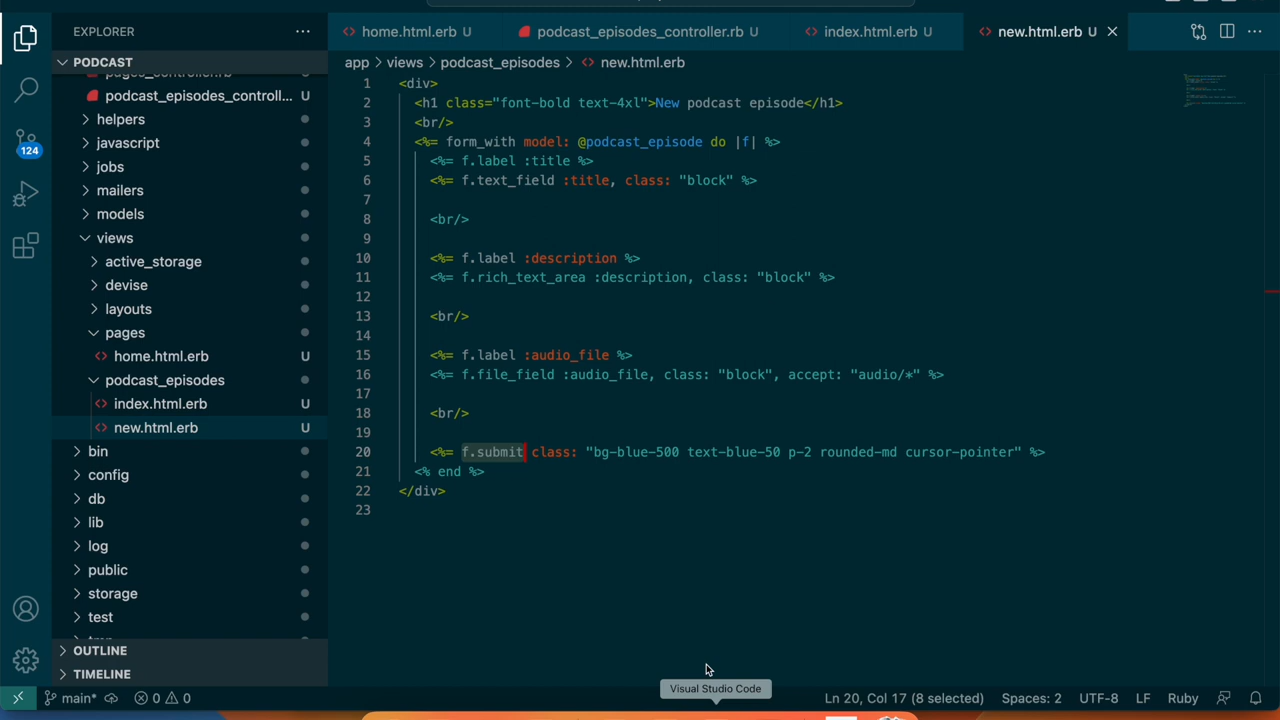 EXPLORER
PODCAST
pages_controller.rb U
podcast_episodes_controll... U
helpers
javascript
jobs
mailers
models
views
active_storage
devise
layouts
pages
home.html.erb U
podcast_episodes
index.html.erb U
new.html.erb U
bin
config
db
lib
log
public
storage
test
OUTLINE
TIMELINE
124
home.html.erb U
podcast_episodes_controller.rb U
index.html.erb U
new.html.erb U
app > views > podcast_episodes > new.html.erb
1 <div>
2 <h1 class="font-bold text-4xl">New podcast episode</h1>
3 <br/>
4 <%= form_with model: @podcast_episode do |f| %>
5 <%= f.label :title %>
6 <%= f.text_field :title, class: "block" %>
7
8 <br/>
9
10 <%= f.label :description %>
11 <%= f.rich_text_area :description, class: "block" %>
12
13 <br/>
14
15 <%= f.label :audio_file %>
16 <%= f.file_field :audio_file, class: "block", accept: "audio/*" %>
17
18 <br/>
19
20 <%= f.submit class: "bg-blue-500 text-blue-50 p-2 rounded-md cursor-pointer" %>
21 <% end %>
22 </div>
23
Visual Studio Code
main* 0 0
Ln 20, Col 17 (8 selected) Spaces: 2 UTF-8 LF Ruby